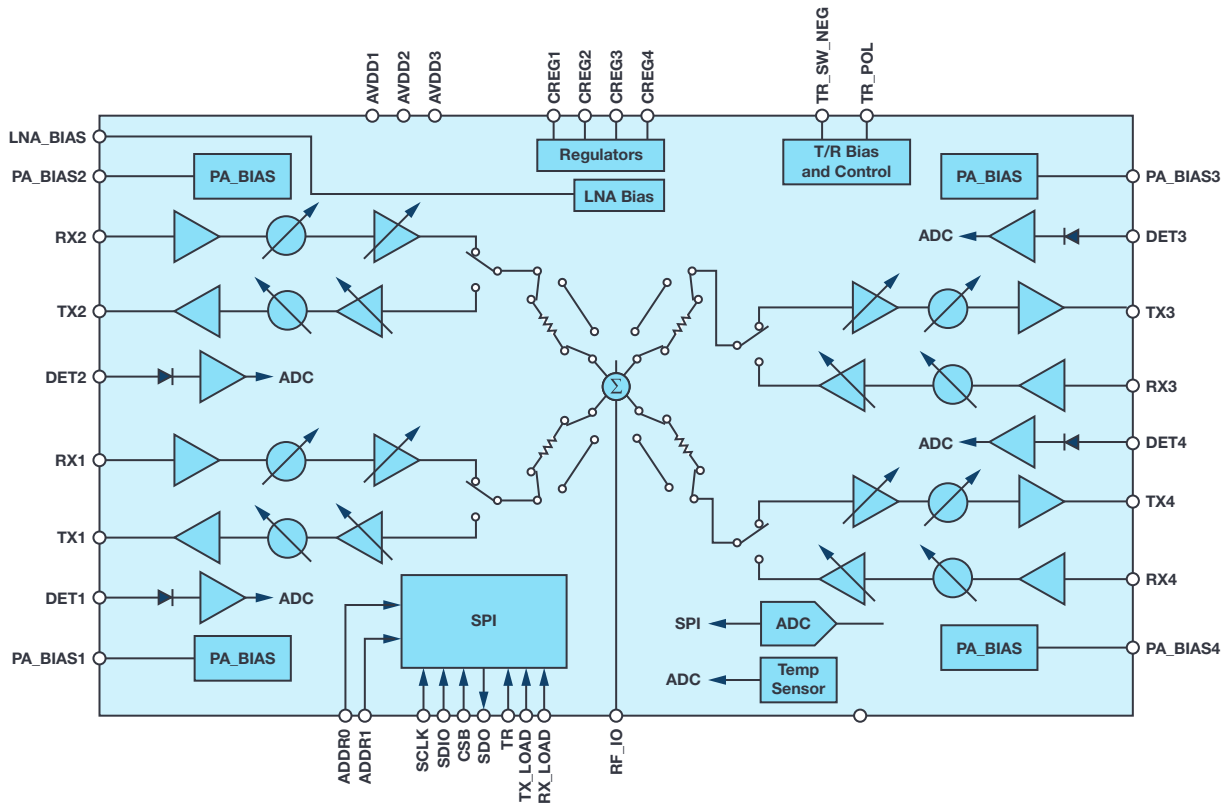 AVDD1
AVDD2
AVDD3
CREG1
CREG2
CREG3
CREG4
TR_SW_NEG
TR_POL
LNA_BIAS
Regulators
T/R Bias
and Control
PA_BIAS2
PA_BIAS
LNA Bias
PA_BIAS
PA_BIAS3
RX2
ADC
DET3
TX2
TX3
DET2
ADC
Σ
RX3
ADC
DET4
RX1
TX4
TX1
RX4
DET1
ADC
SPI
SPI
ADC
PA_BIAS1
PA_BIAS
PA_BIAS
PA_BIAS4
ADC
Temp
Sensor
ADDR0
ADDR1
SCLK
SDIO
CSB
SDO
TR
TX_LOAD
RX_LOAD
RF_IO